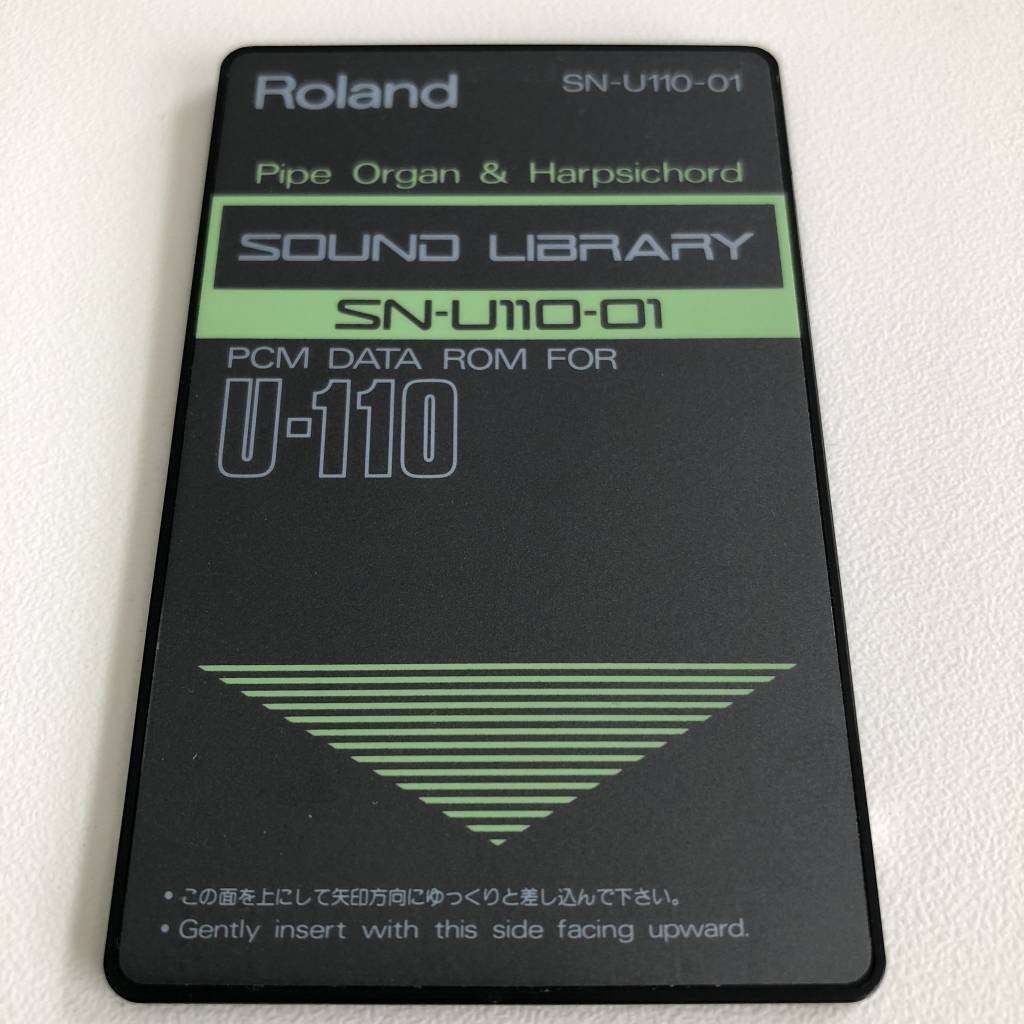 Roland SN-U110-01
Pipe Organ & Harpsichord
SOUND LIBRARY
SN-U110-01
PCM DATA ROM FOR
U-110
• この面を上にして矢印方向にゆっくりと差し込んで下さい。
• Gently insert with this side facing upward.